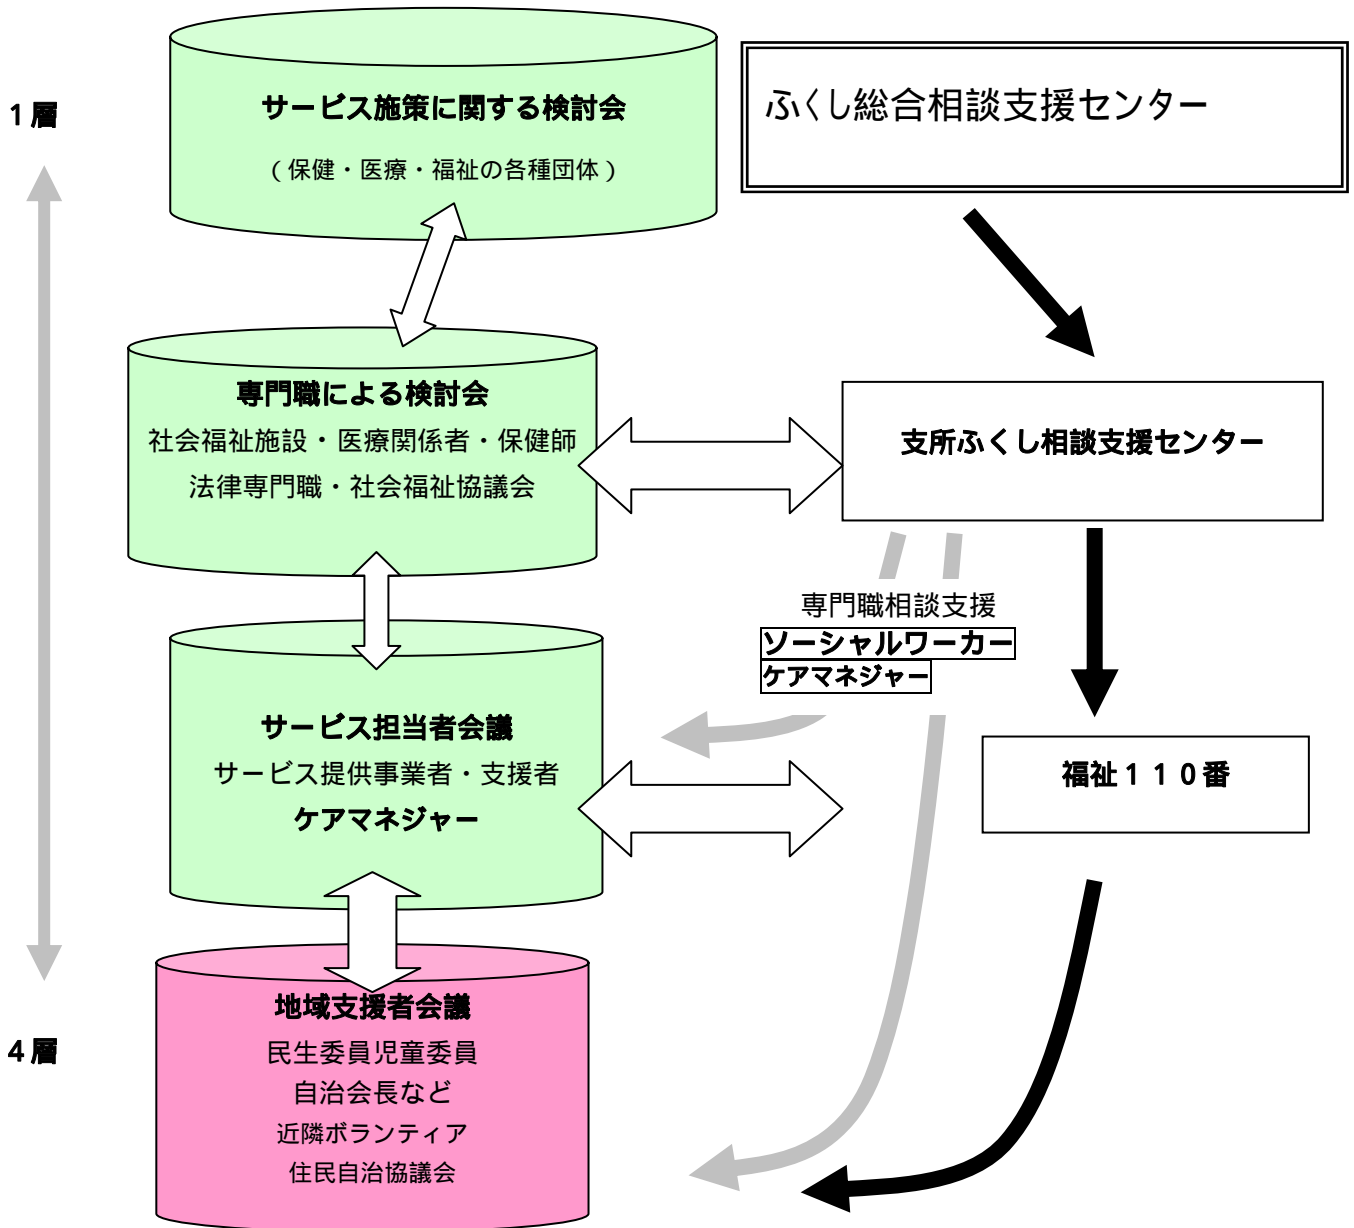 1層
サービス施策に関する検討会
（保健・医療・福祉の各種団体）
ふくし総合相談支援センター
専門職による検討会
社会福祉施設・医療関係者・保健師
法律専門職・社会福祉協議会
支所ふくし相談支援センター
専門職相談支援
ソーシャルワーカー
ケアマネジャー
サービス担当者会議
サービス提供事業者・支援者
ケアマネジャー
福祉１１０番
地域支援者会議
4層
民生委員児童委員
自治会長など
近隣ボランティア
住民自治協議会